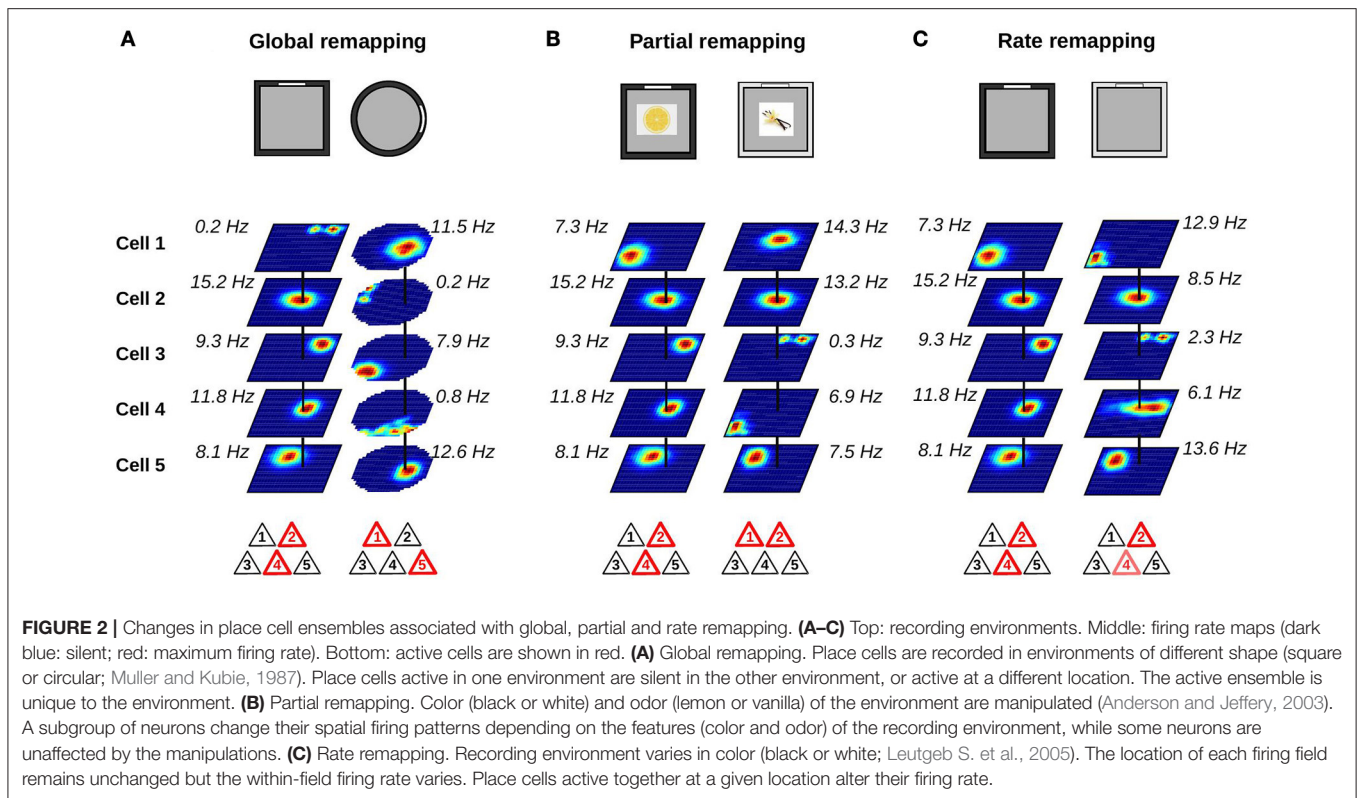 A Global remapping B Partial remapping C Rate remapping
0.2 Hz 11.5 Hz 7.3 Hz 14.3 Hz 7.3 Hz 12.9 Hz
Cell 1
15.2 Hz 0.2 Hz 15.2 Hz 13.2 Hz 15.2 Hz 8.5 Hz
Cell 2
9.3 Hz 7.9 Hz 9.3 Hz 0.3 Hz 9.3 Hz 2.3 Hz
Cell 3
11.8 Hz 0.8 Hz 11.8 Hz 6.9 Hz 11.8 Hz 6.1 Hz
Cell 4
8.1 Hz 12.6 Hz 8.1 Hz 7.5 Hz 8.1 Hz 13.6 Hz
Cell 5
1 2 1 2 1 2 1 2 1 2 1 2
3 4 5 3 4 5 3 4 5 3 4 5 3 4 5 3 4 5
FIGURE 2 | Changes in place cell ensembles associated with global, partial and rate remapping. (A–C) Top: recording environments. Middle: firing rate maps (dark
blue: silent; red: maximum firing rate). Bottom: active cells are shown in red. (A) Global remapping. Place cells are recorded in environments of different shape (square
or circular; Muller and Kubie, 1987). Place cells active in one environment are silent in the other environment, or active at a different location. The active ensemble is
unique to the environment. (B) Partial remapping. Color (black or white) and odor (lemon or vanilla) of the environment are manipulated (Anderson and Jeffery, 2003).
A subgroup of neurons change their spatial firing patterns depending on the features (color and odor) of the recording environment, while some neurons are
unaffected by the manipulations. (C) Rate remapping. Recording environment varies in color (black or white; Leutgeb S. et al., 2005). The location of each firing field
remains unchanged but the within-field firing rate varies. Place cells active together at a given location alter their firing rate.